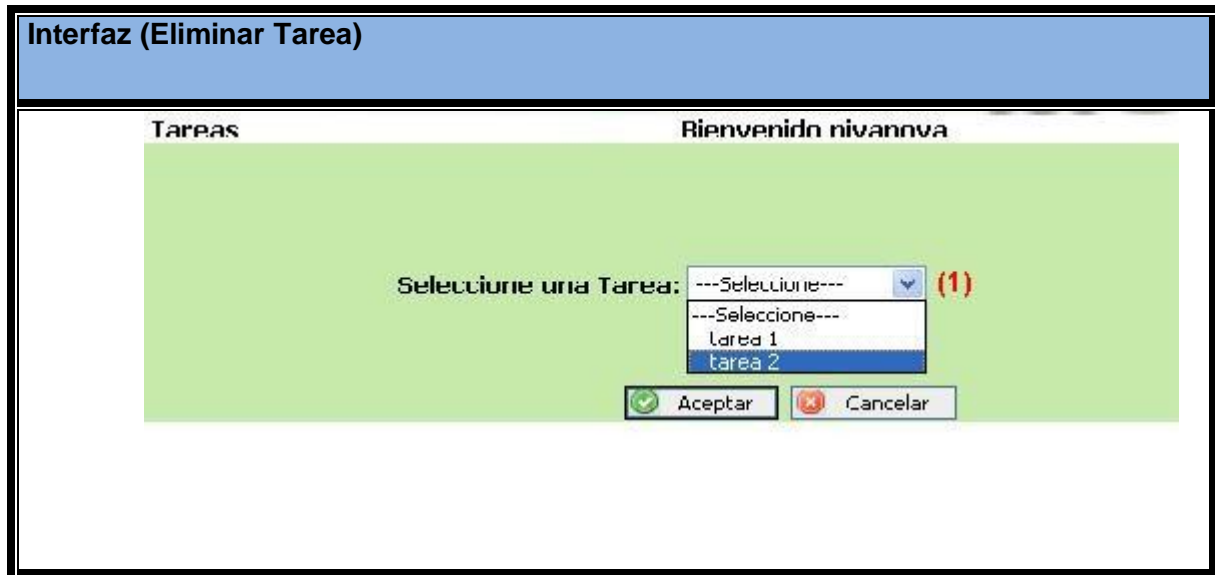 Interfaz (Eliminar Tarea)
Tareas Bienvenido nivanova
Seleccione una Tarea: ---Seleccione--- (1)
---Seleccione---
tarea 1
tarea 2
Aceptar Cancelar